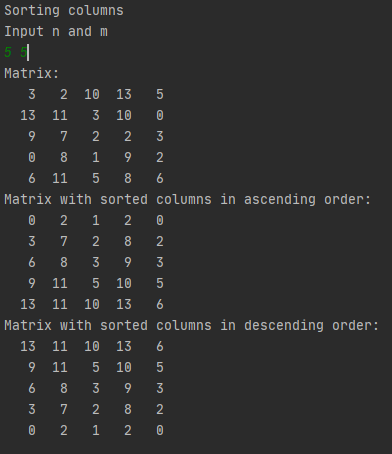 Sorting columns
Input n and m
5 5
Matrix:
3 2 10 13 5
13 11 3 10 0
9 7 2 2 3
0 8 1 9 2
6 11 5 8 6
Matrix with sorted columns in ascending order:
0 2 1 2 0
3 7 2 8 2
6 8 3 9 3
9 11 5 10 5
13 11 10 13 6
Matrix with sorted columns in descending order:
13 11 10 13 6
9 11 5 10 5
6 8 3 9 3
3 7 2 8 2
0 2 1 2 0